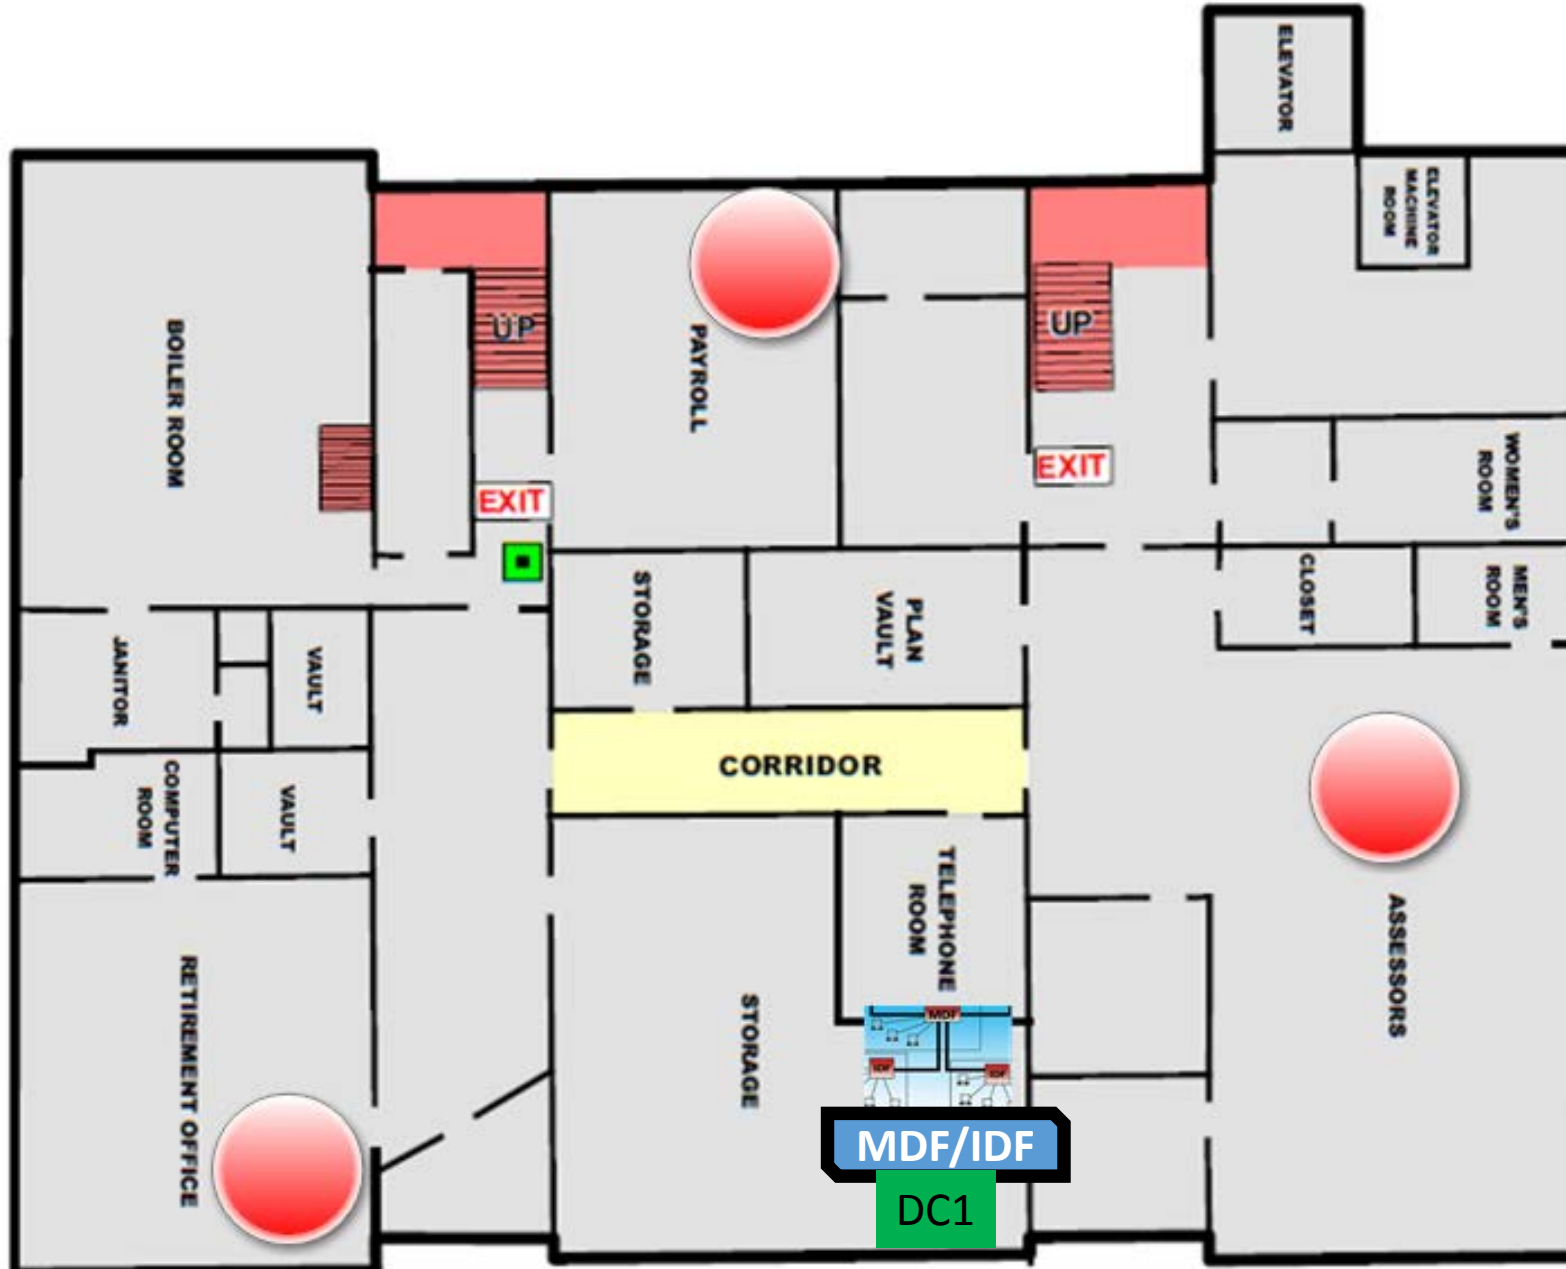 ELEVATOR
ELEVATOR
MACHINE
ROOM
BOILER ROOM
UP
PAYROLL
UP
EXIT
EXIT
WOMEN'S
ROOM
STORAGE
PLAN
VAULT
CLOSET
MEN'S
ROOM
JANITOR
VAULT
CORRIDOR
COMPUTER
ROOM
VAULT
TELEPHONE
ROOM
ASSESSORS
RETIREMENT OFFICE
STORAGE
MDF
IDF
IDF
MDF/IDF
DC1